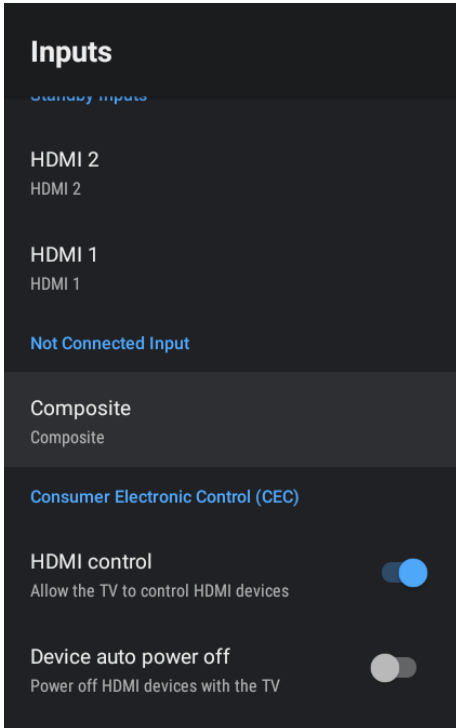 Inputs
Standby Inputs
HDMI 2
HDMI 2
HDMI 1
HDMI 1
Not Connected Input
Composite
Composite
Consumer Electronic Control (CEC)
HDMI control
Allow the TV to control HDMI devices
Device auto power off
Power off HDMI devices with the TV